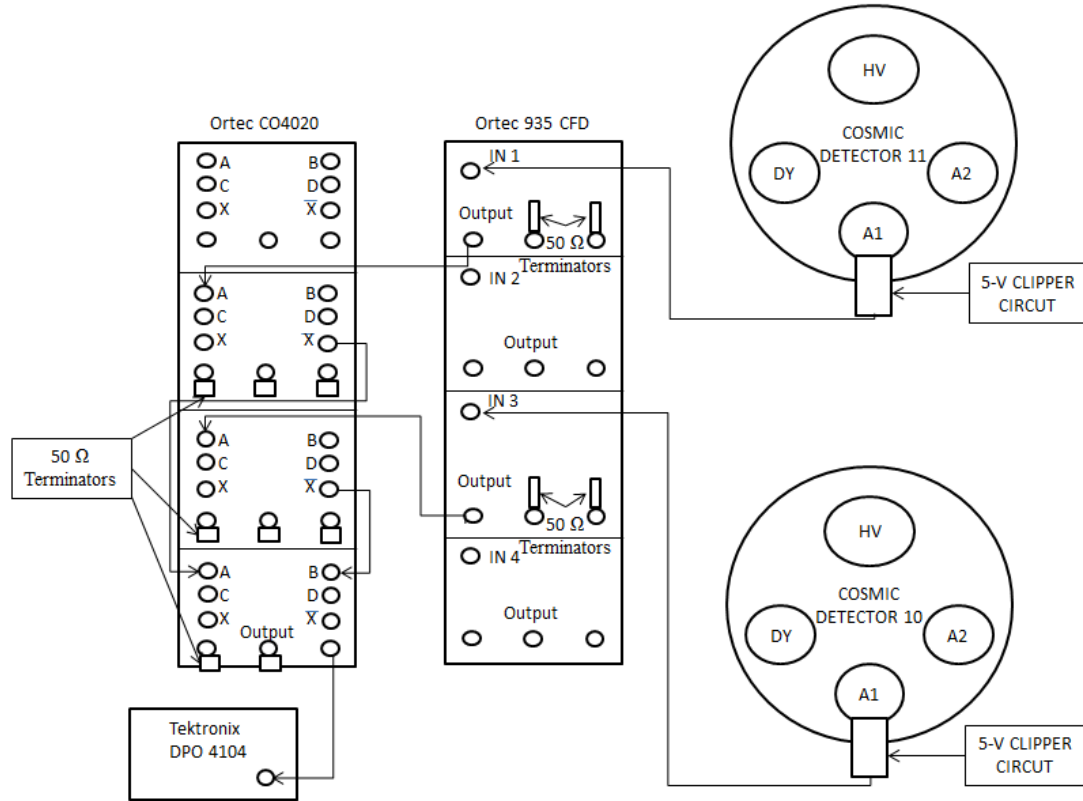 Ortec CO4020
A B
C D
X X̅
A B
C D
X X̅
A B
C D
X X̅
A B
C D
X X̅
Output
50 Ω
Terminators
Tektronix
DPO 4104
Ortec 935 CFD
IN 1
Output
50 Ω
Terminators
IN 2
Output
IN 3
Output
50 Ω
Terminators
IN 4
Output
HV
COSMIC
DETECTOR 11
DY
A2
A1
5-V CLIPPER
CIRCUT
HV
COSMIC
DETECTOR 10
DY
A2
A1
5-V CLIPPER
CIRCUT